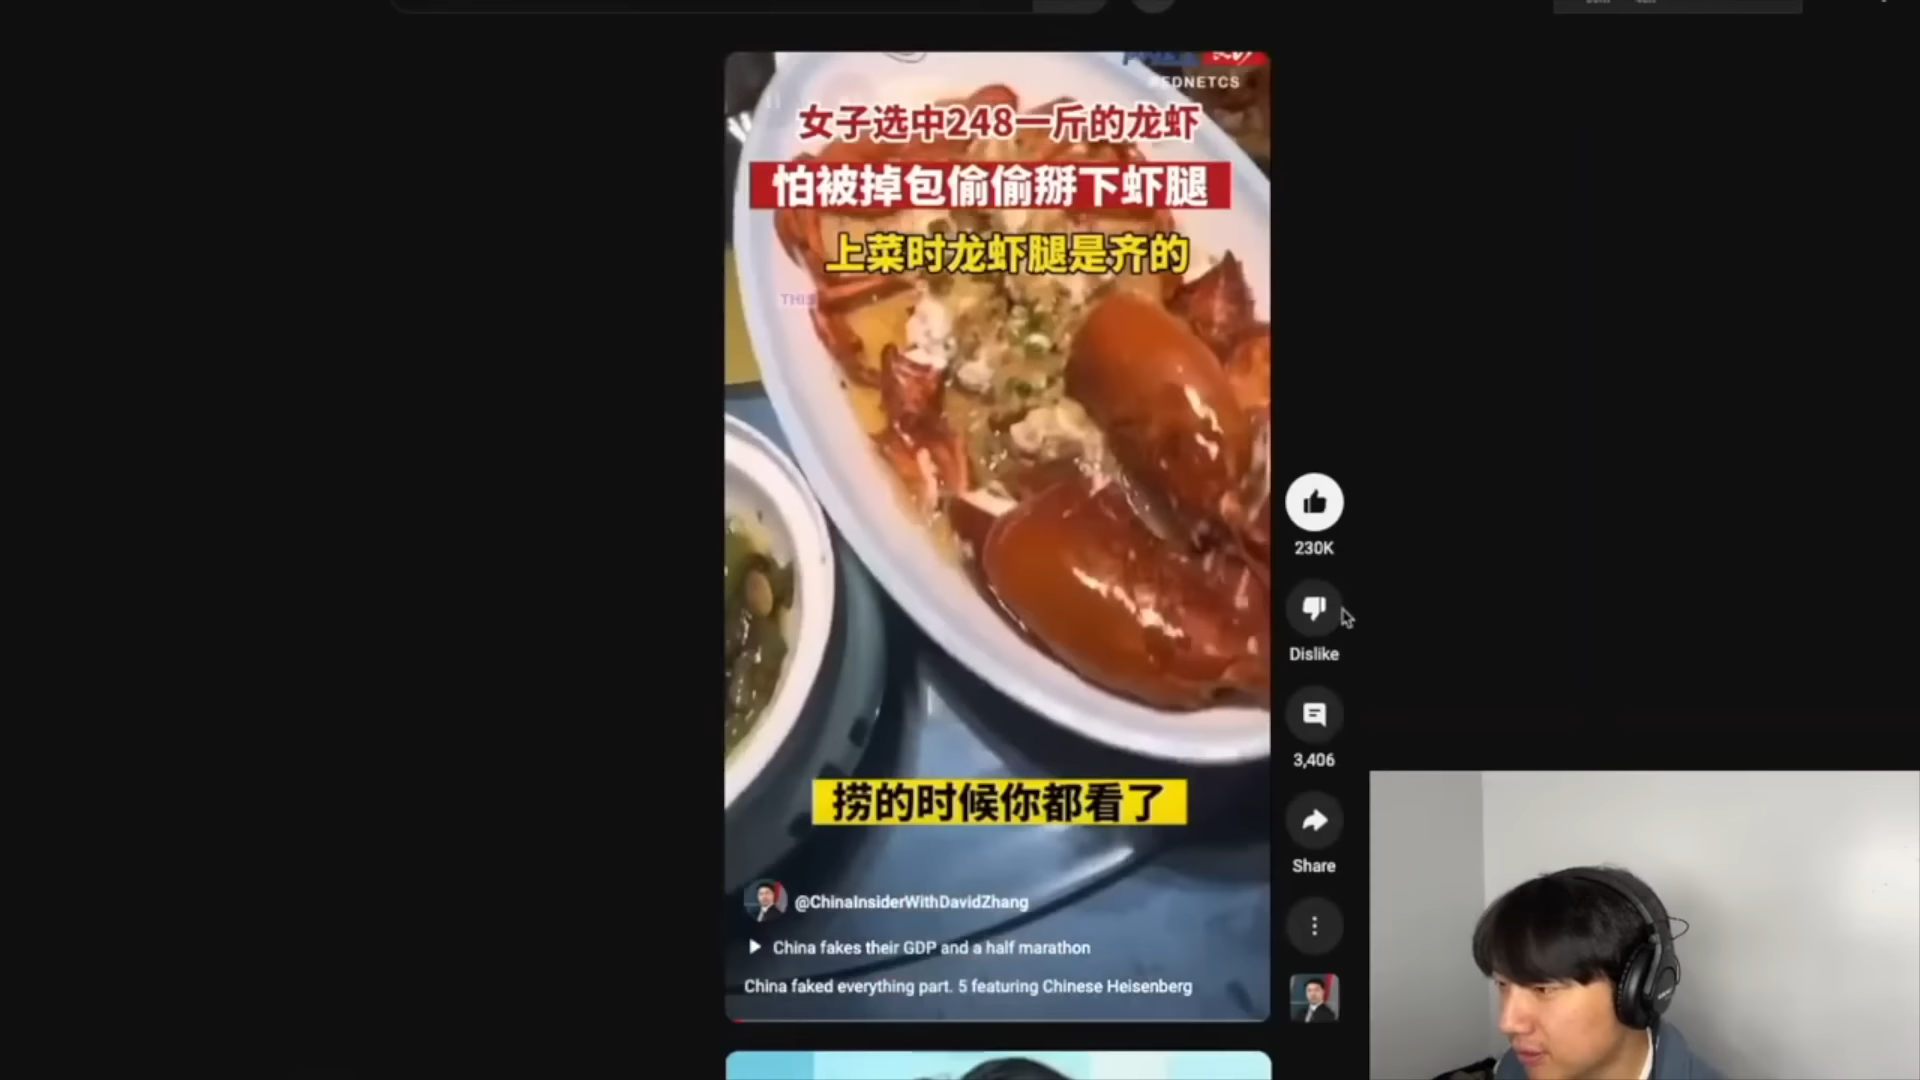 EDNETCS
女子选中248一斤的龙虾
怕被掉包偷偷掰下虾腿
上菜时龙虾腿是齐的
THIS
捞的时候你都看了
@ChinaInsiderWithDavidZhang
China fakes their GDP and a half marathon
China faked everything part. 5 featuring Chinese Heisenberg
230K
Dislike
3,406
Share